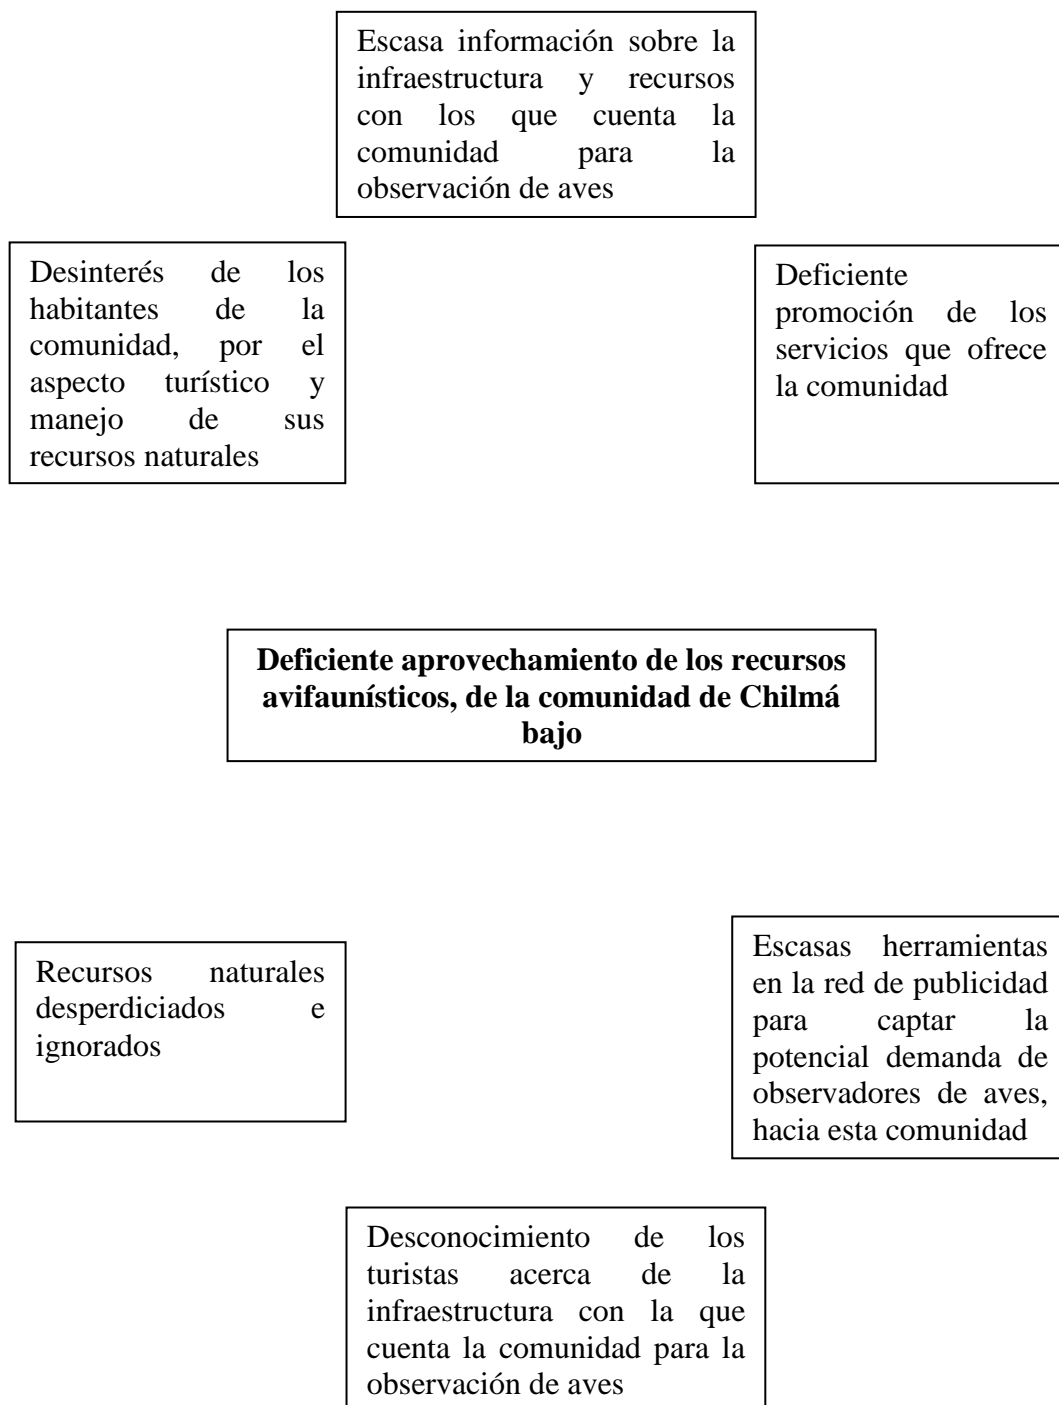 Escasa información sobre la
infraestructura y recursos
con los que cuenta la
comunidad para la
observación de aves
Desinterés de los
habitantes de la
comunidad, por el
aspecto turístico y
manejo de sus
recursos naturales
Deficiente
promoción de los
servicios que ofrece
la comunidad
Deficiente aprovechamiento de los recursos
avifaunísticos, de la comunidad de Chilmá
bajo
Recursos naturales
desperdiciados e
ignorados
Escasas herramientas
en la red de publicidad
para captar la
potencial demanda de
observadores de aves,
hacia esta comunidad
Desconocimiento de los
turistas acerca de la
infraestructura con la que
cuenta la comunidad para la
observación de aves